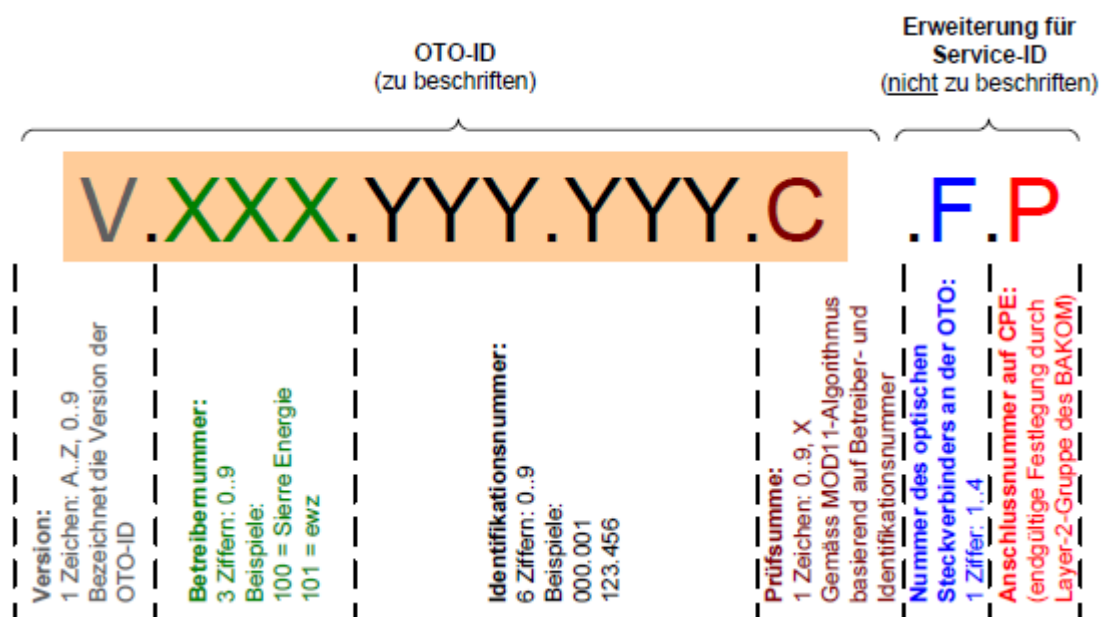 OTO-ID
(zu beschriften)
Erweiterung für
Service-ID
(nicht zu beschriften)
V.XXX.YYY.YYY.C .F.P
Version:
1 Zeichen: A..Z, 0..9
Bezeichnet die Version der
OTO-ID
Betreibernummer:
3 Ziffern: 0..9
Beispiele:
100 = Sierre Energie
101 = ewz
Identifikationsnummer:
6 Ziffern: 0..9
Beispiele:
000.001
123.456
Prüfsumme:
1 Zeichen: 0..9, X
Gemäss MOD11-Algorithmus
basierend auf Betreiber- und
Identifikationsnummer
Nummer des optischen
Steckverbinders an der OTO:
1 Ziffer: 1..4
Anschlussnummer auf CPE:
(endgültige Festlegung durch
Layer-2-Gruppe des BAKOM)